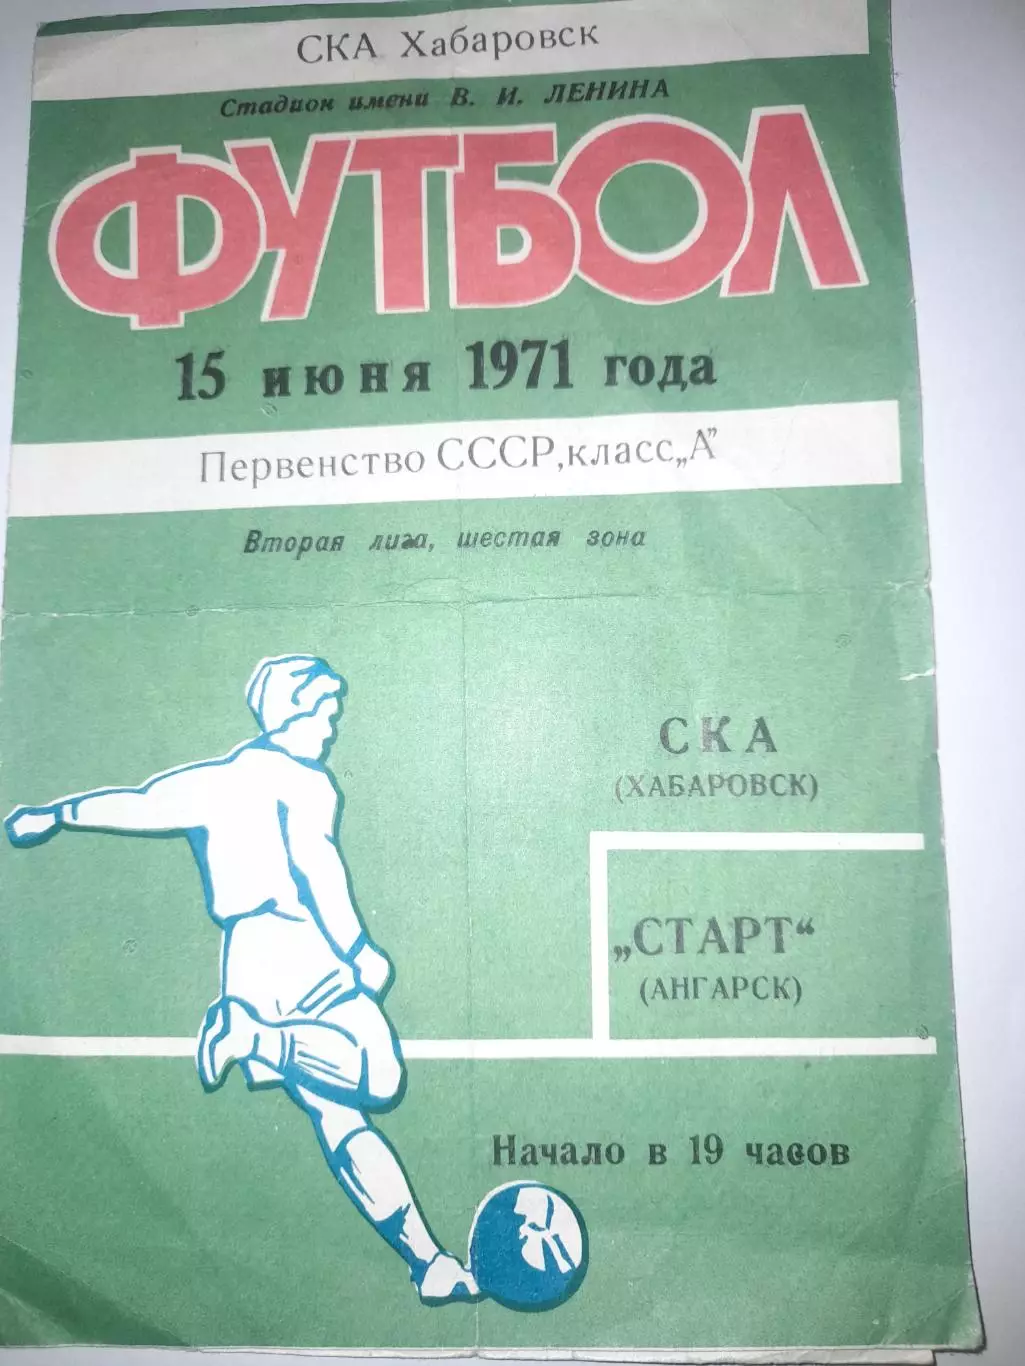 СКА Хабаровск
Стадион имени В. И. ЛЕНИНА
ФУТБОЛ
15 июня 1971 года
Первенство СССР, класс „А"
Вторая лига, шестая зона
СКА
(ХАБАРОВСК)
„СТАРТ“
(АНГАРСК)
Начало в 19 часов